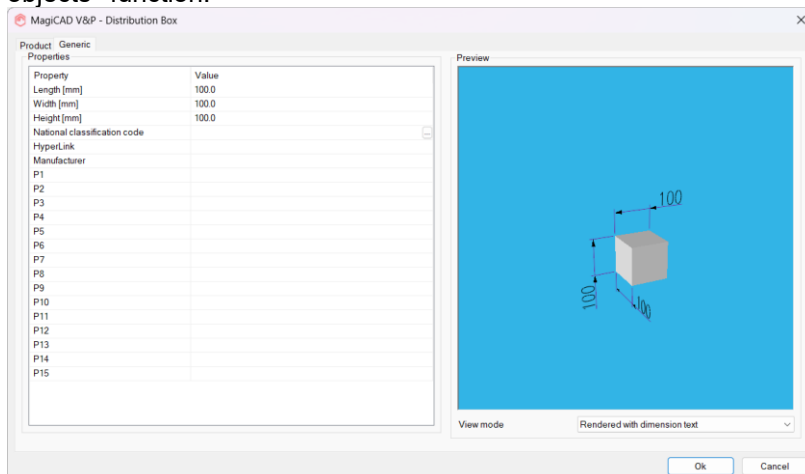 objects" function.
MagiCAD V&P - Distribution Box
Product Generic
Properties
Property Value
Length [mm] 100.0
Width [mm] 100.0
Height [mm] 100.0
National classification code ...
HyperLink
Manufacturer
P1
P2
P3
P4
P5
P6
P7
P8
P9
P10
P11
P12
P13
P14
P15
Preview
100
100
100
View mode Rendered with dimension text
Ok Cancel